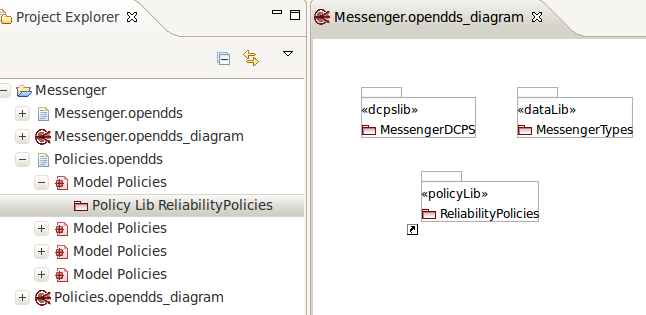 Project Explorer
Messenger
Messenger.opendds
Messenger.opendds_diagram
Policies.opendds
Model Policies
Policy Lib ReliabilityPolicies
Model Policies
Model Policies
Model Policies
Policies.opendds_diagram
Messenger.opendds_diagram
«dcpslib»
MessengerDCPS
«dataLib»
MessengerTypes
«policyLib»
ReliabilityPolicies